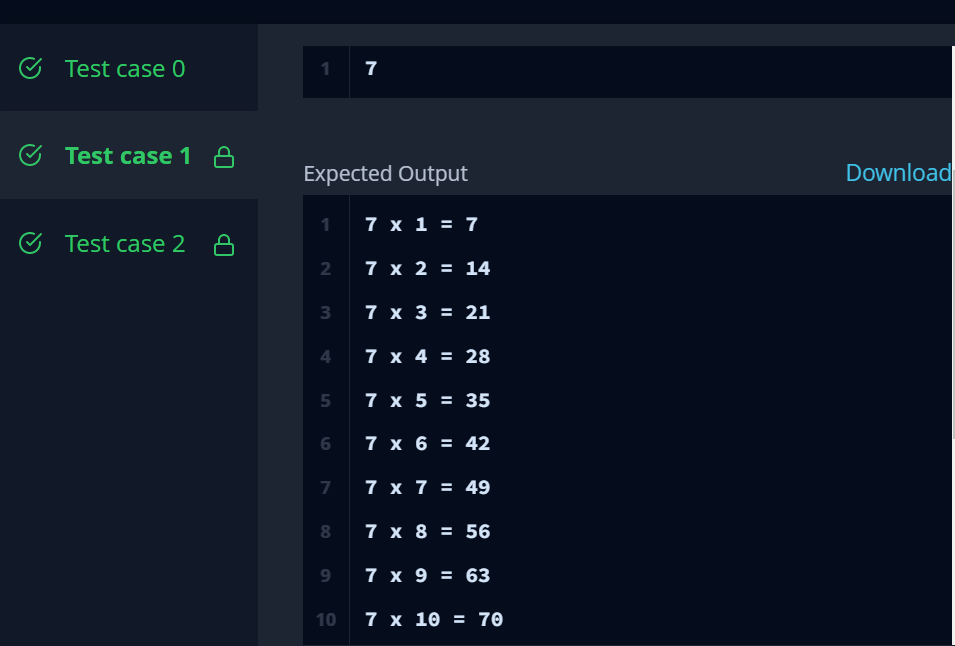 Test case 0
Test case 1
Test case 2
1 7
Expected Output Download
1 7 x 1 = 7
2 7 x 2 = 14
3 7 x 3 = 21
4 7 x 4 = 28
5 7 x 5 = 35
6 7 x 6 = 42
7 7 x 7 = 49
8 7 x 8 = 56
9 7 x 9 = 63
10 7 x 10 = 70